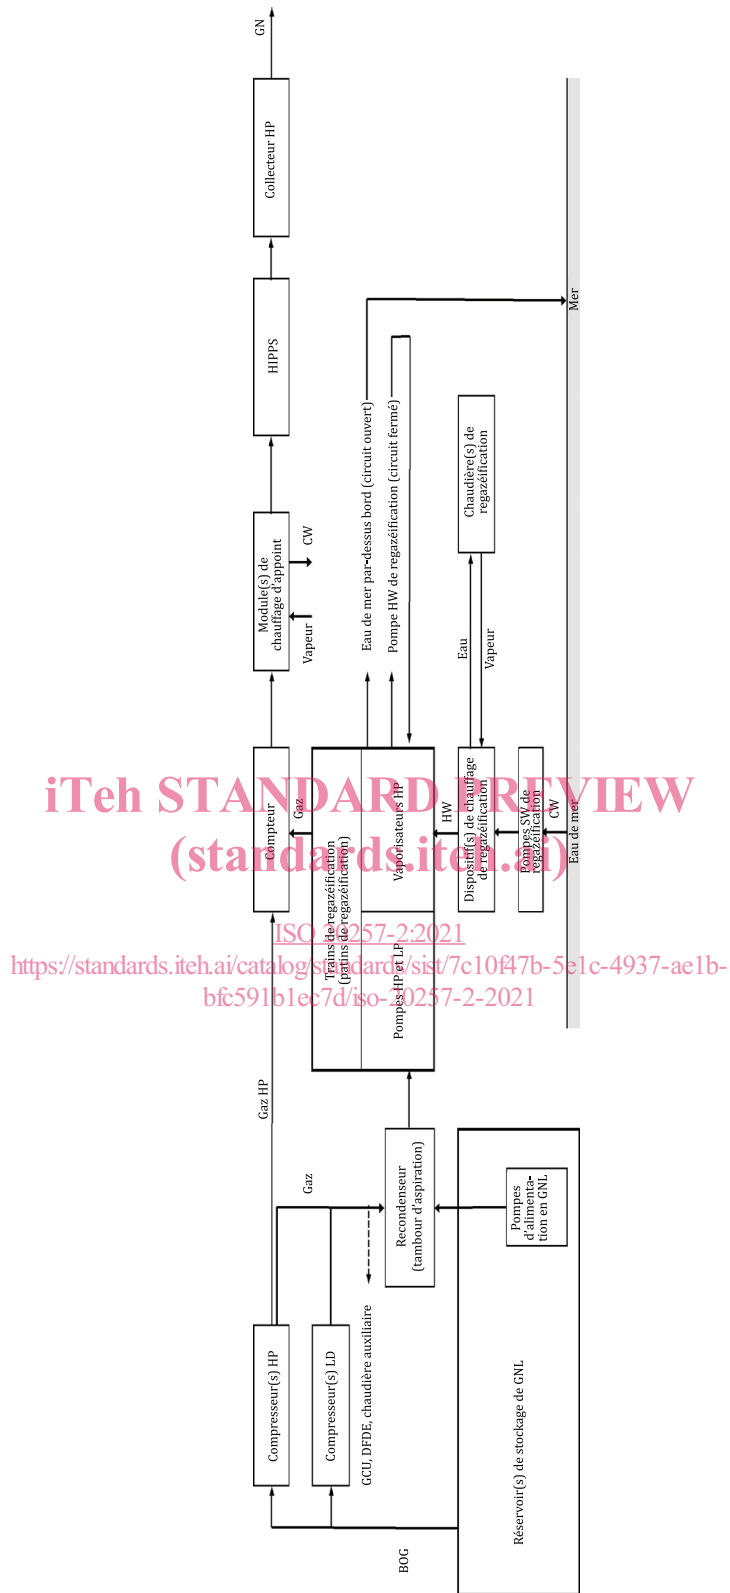 GN
Collecteur HP
HIPPS
Module(s) de
chauffage d'appoint
CW
Vapeur
Eau de mer par-dessus bord (circuit ouvert)
Pompe HW de regazéification (circuit fermé)
Chaudière(s) de
regazéification
Mer
Eau
Vapeur
Compteur
Gaz
Trains de regazéification
(patins de regazéification)
Vaporisateurs HP
Pompes HP et LP
HW
Dispositif(s) de chauffage
de regazéification
Pompes SW de
regazéification
CW
Eau de mer
iTeh STANDARD PREVIEW
(standards.iteh.ai)
ISO 20257-2:2021
https://standards.iteh.ai/catalog/standards/sist/7c10f47b-5e1c-4937-ae1b-
bfc591b1ec7d/iso-20257-2-2021
Gaz HP
Gaz
Recondenseur
(tambour d'aspiration)
Pompes
d'alimenta-
tion en GNL
GCU, DFDE, chaudière auxiliaire
Compresseur(s) HP
Compresseur(s) LD
Réservoir(s) de stockage de GNL
BOG